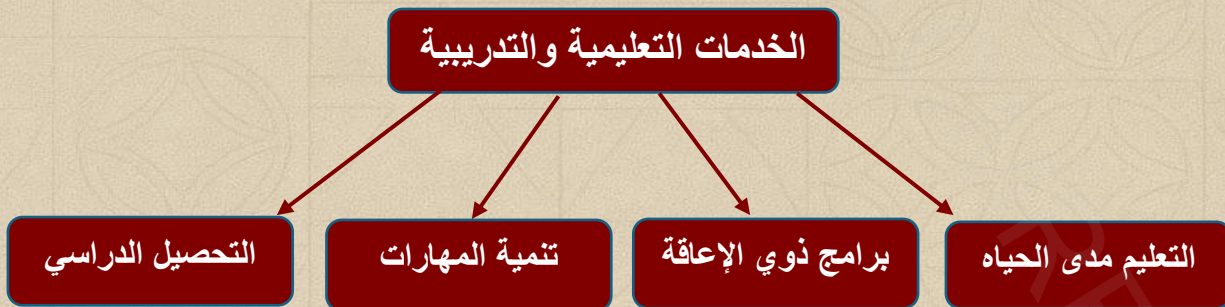 الخدمات التعليمية والتدريبية
التعليم مدى الحياه
برامج ذوي الإعاقة
تنمية المهارات
التحصيل الدراسي